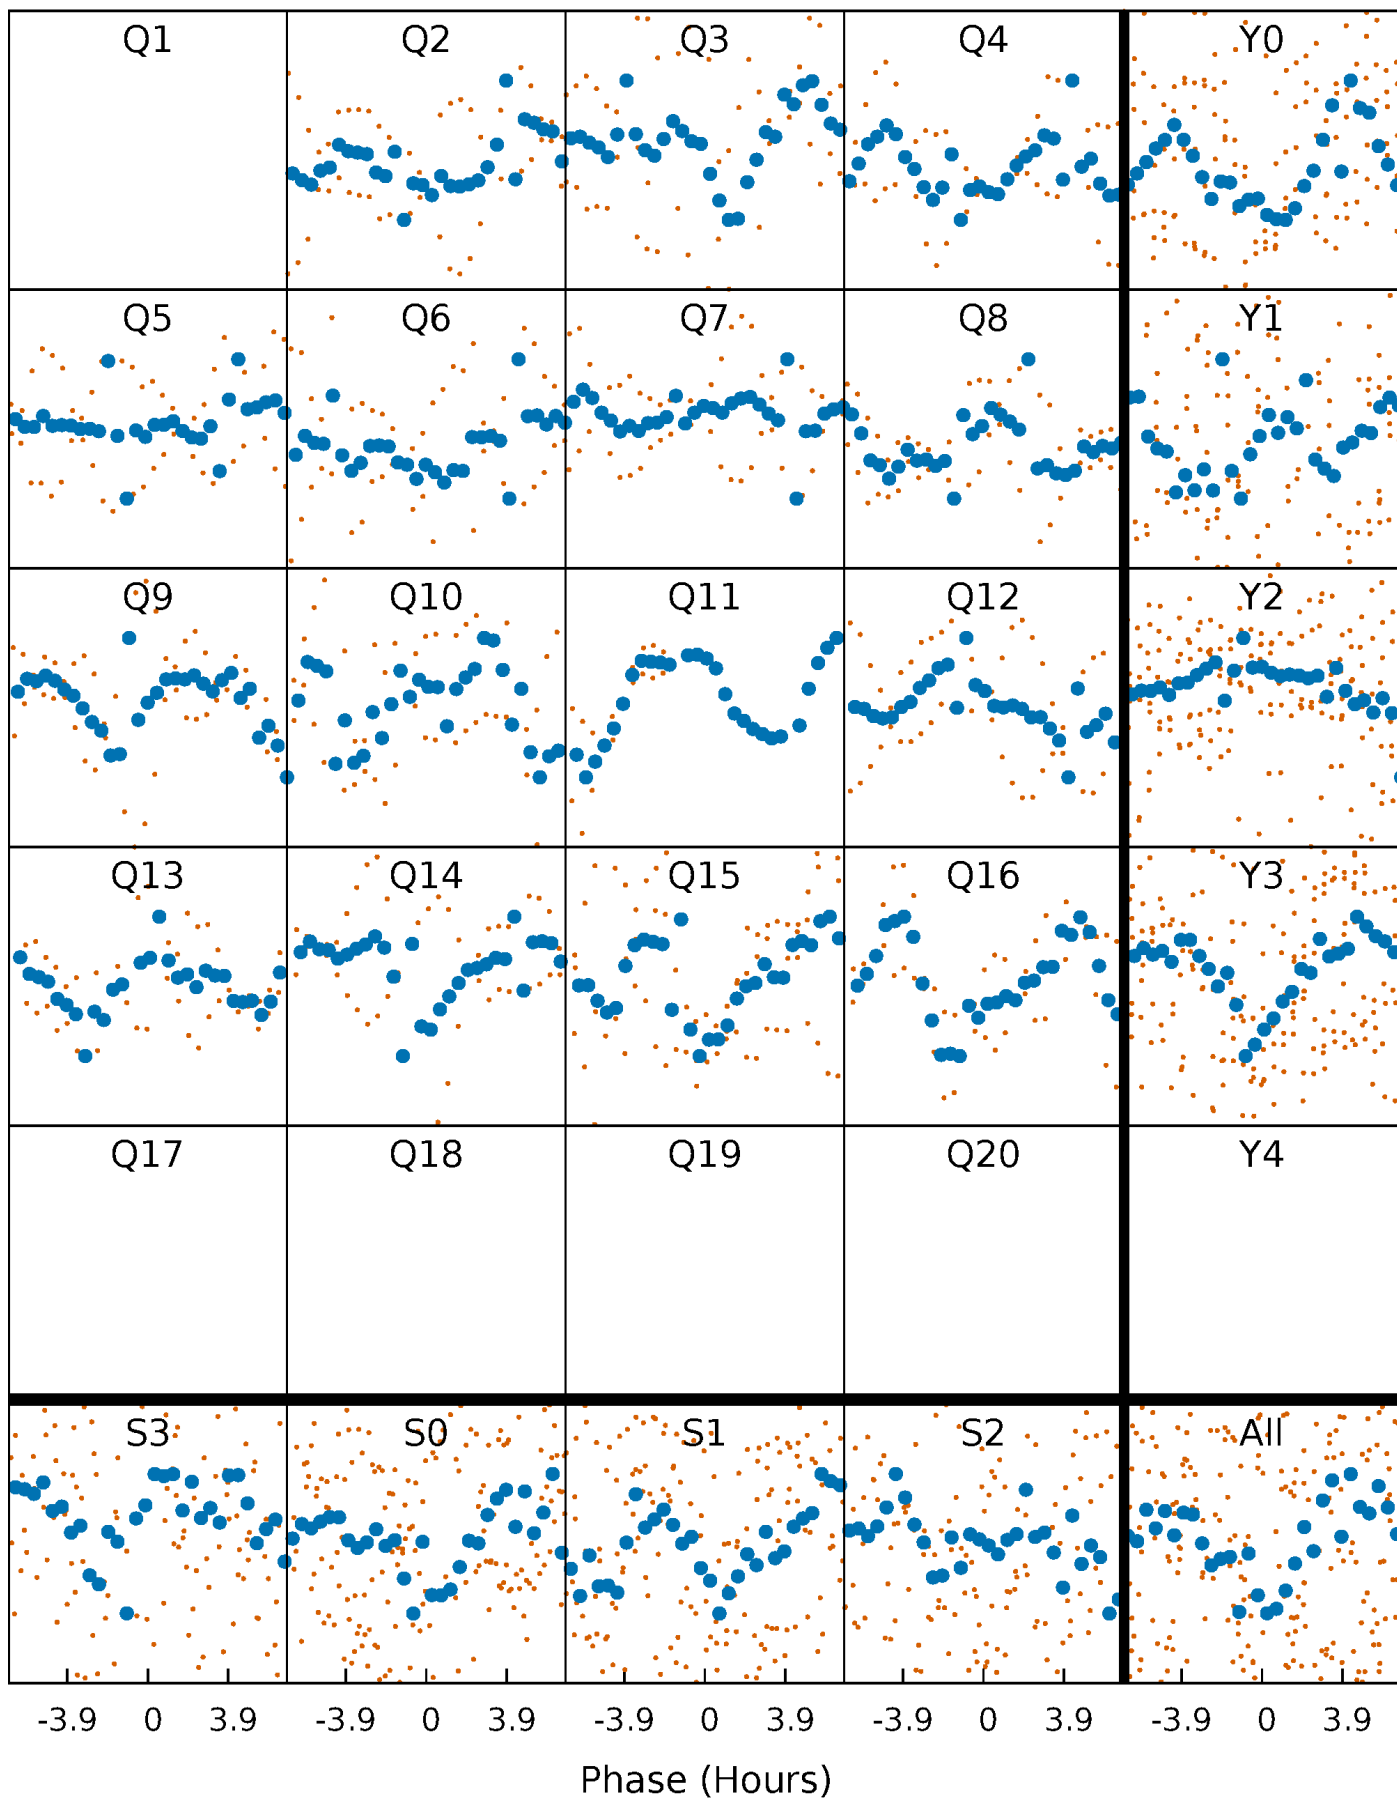 Q1 Q2 Q3 Q4 Y0
Q5 Q6 Q7 Q8 Y1
Q9 Q10 Q11 Q12 Y2
Q13 Q14 Q15 Q16 Y3
Q17 Q18 Q19 Q20 Y4
S3 S0 S1 S2 All
-3.9 0 3.9 -3.9 0 3.9 -3.9 0 3.9 -3.9 0 3.9 -3.9 0 3.9
Phase (Hours)